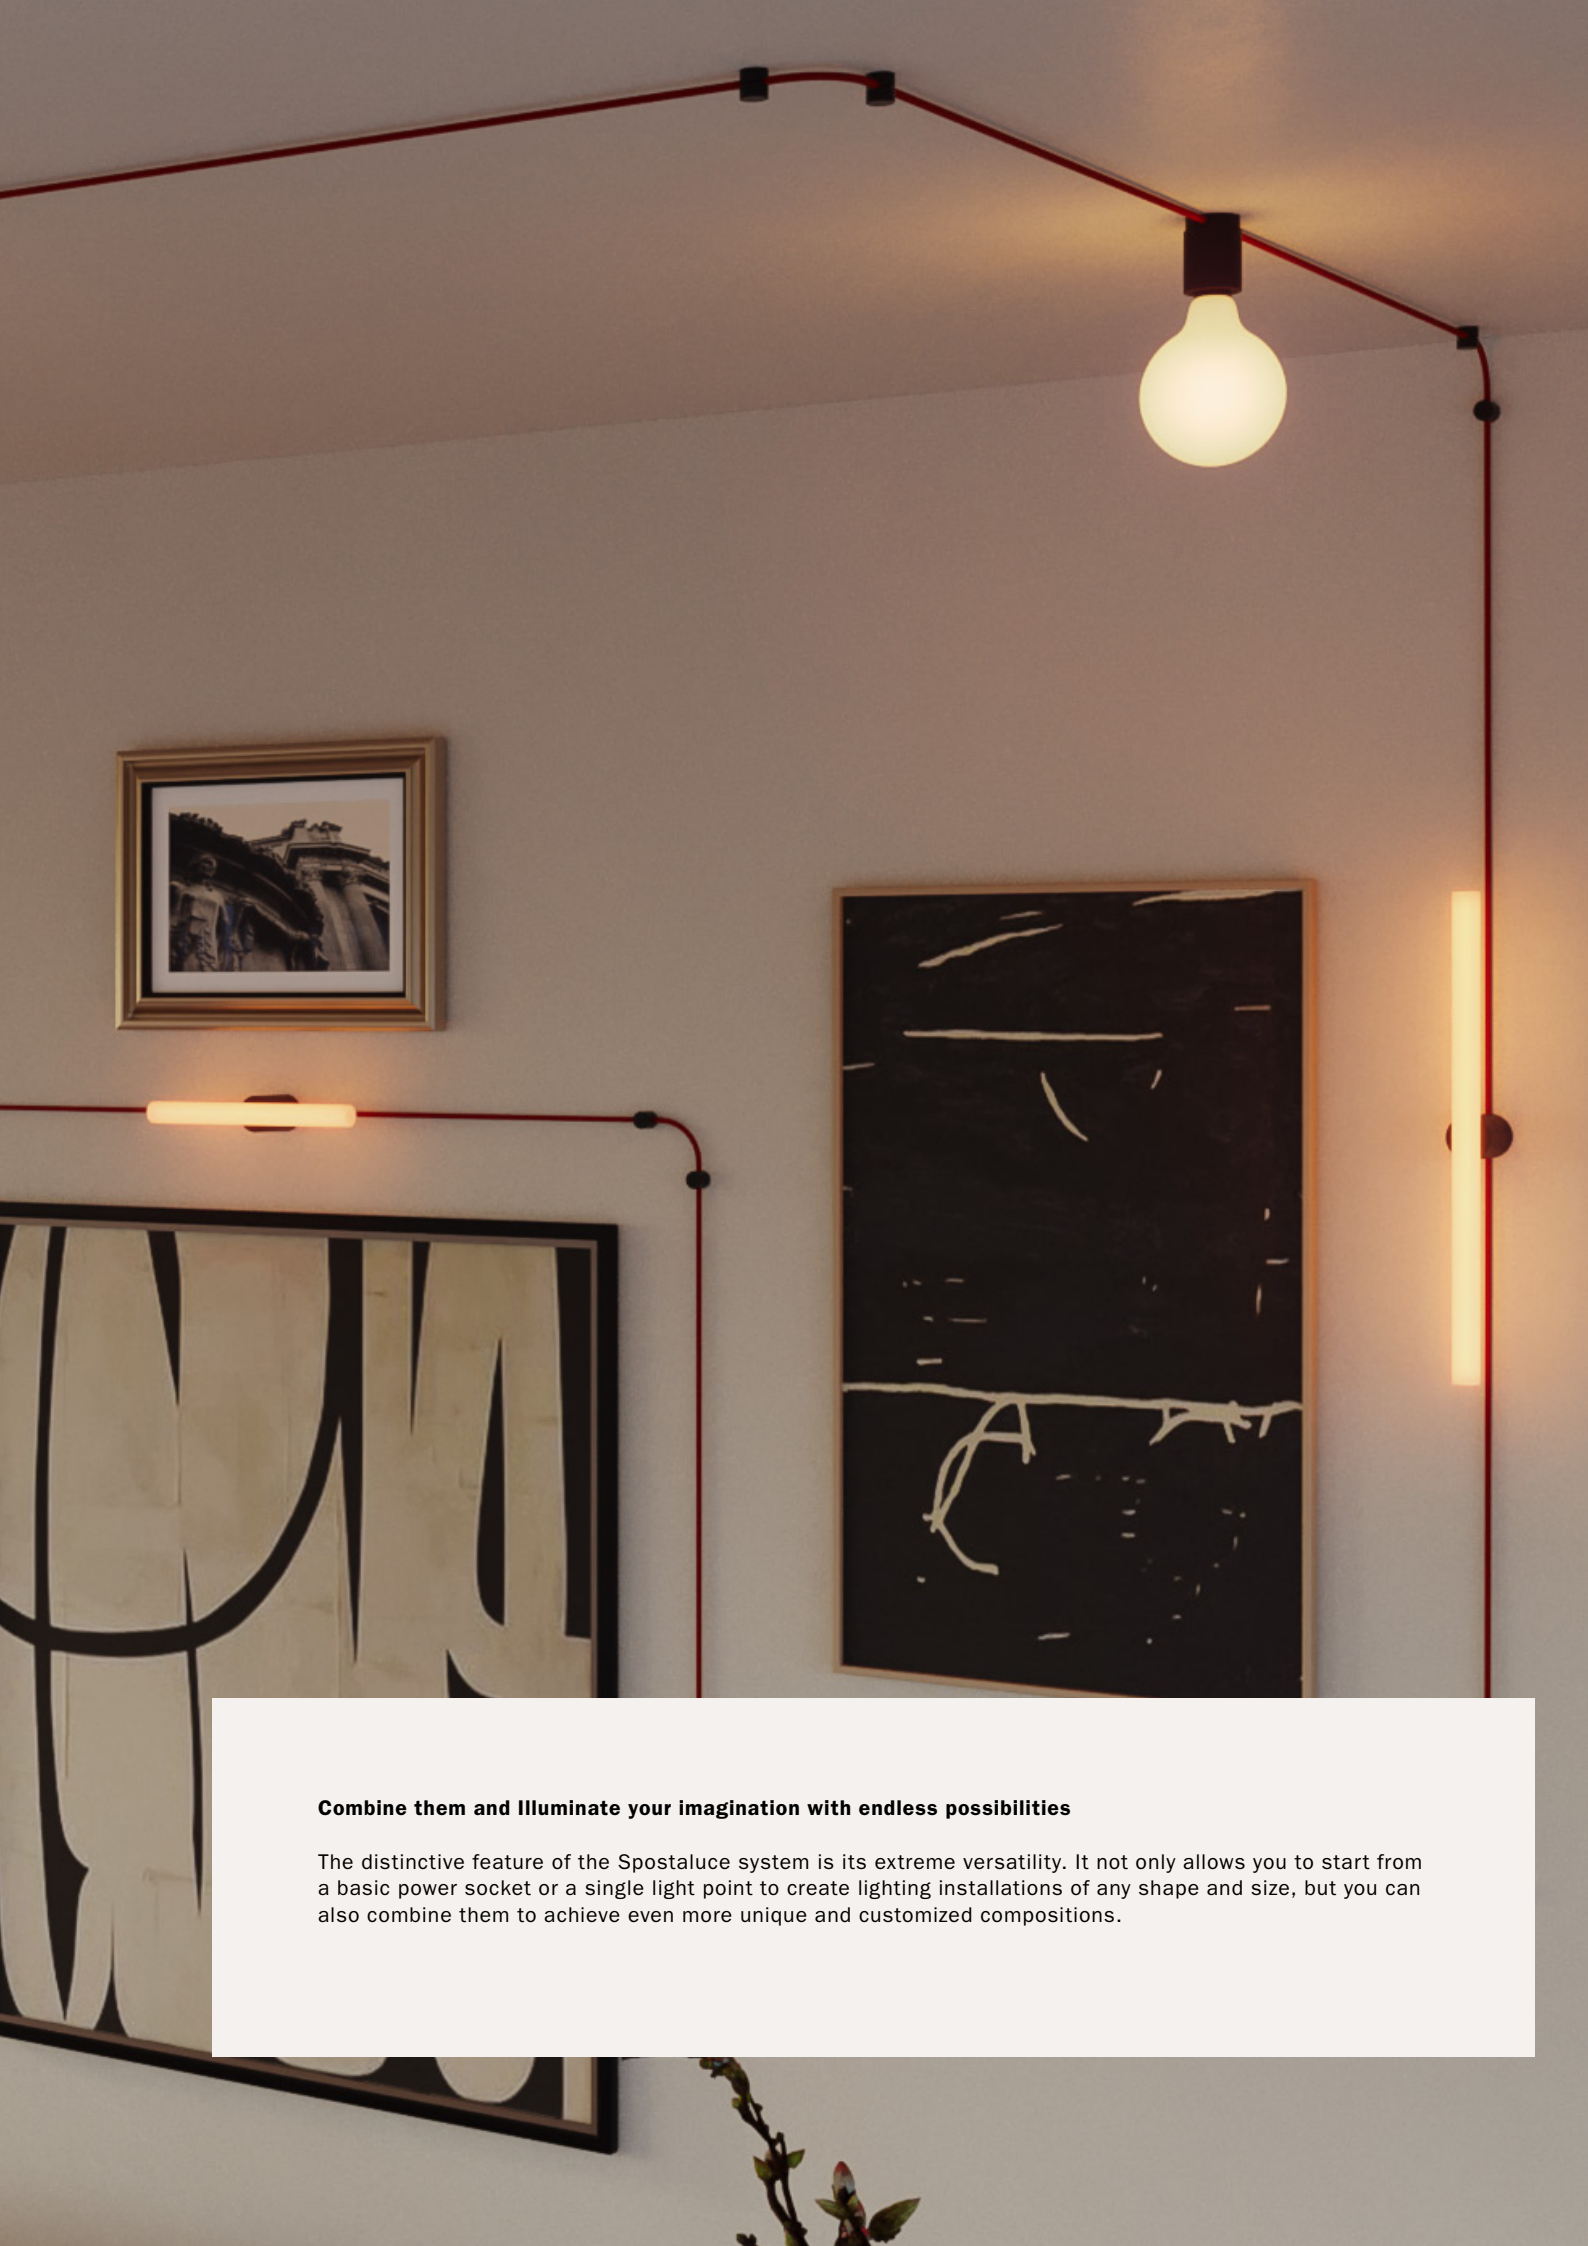 Combine them and Illuminate your imagination with endless possibilities
The distinctive feature of the Spostaluce system is its extreme versatility. It not only allows you to start from
a basic power socket or a single light point to create lighting installations of any shape and size, but you can
also combine them to achieve even more unique and customized compositions.